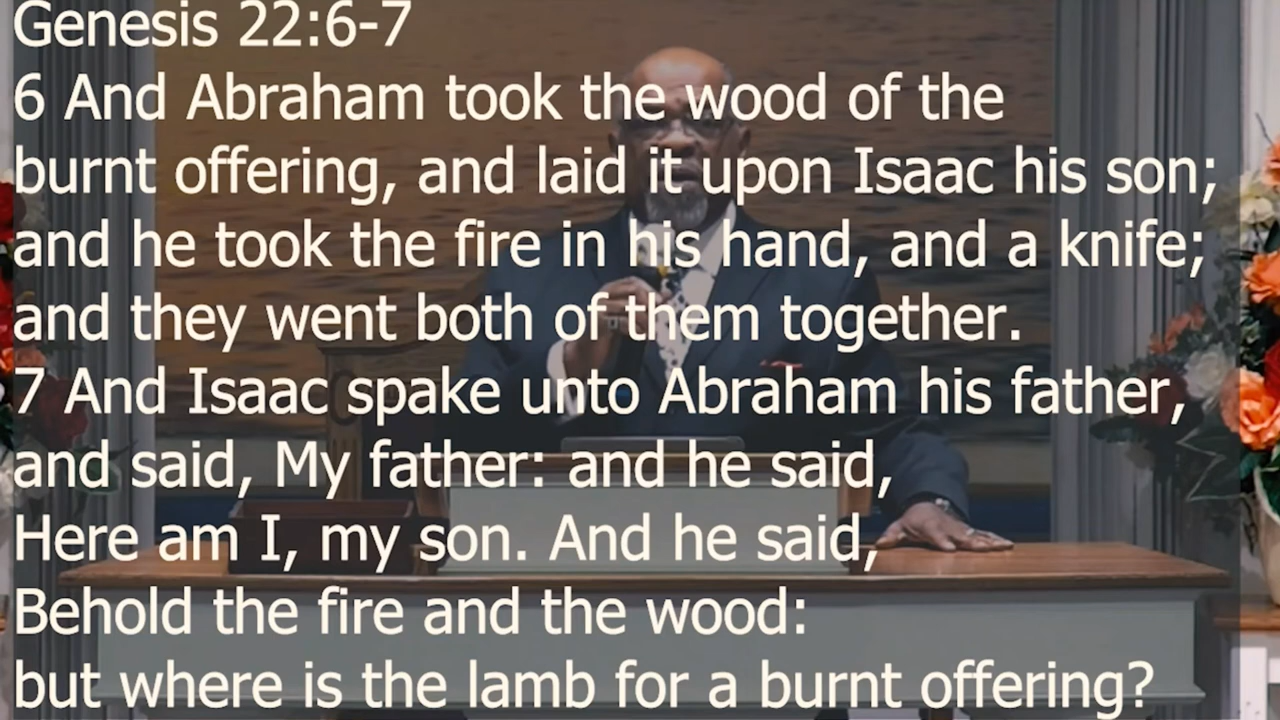 Genesis 22:6-7
6 And Abraham took the wood of the
burnt offering, and laid it upon Isaac his son;
and he took the fire in his hand, and a knife;
and they went both of them together.
7 And Isaac spake unto Abraham his father,
and said, My father: and he said,
Here am I, my son. And he said,
Behold the fire and the wood:
but where is the lamb for a burnt offering?